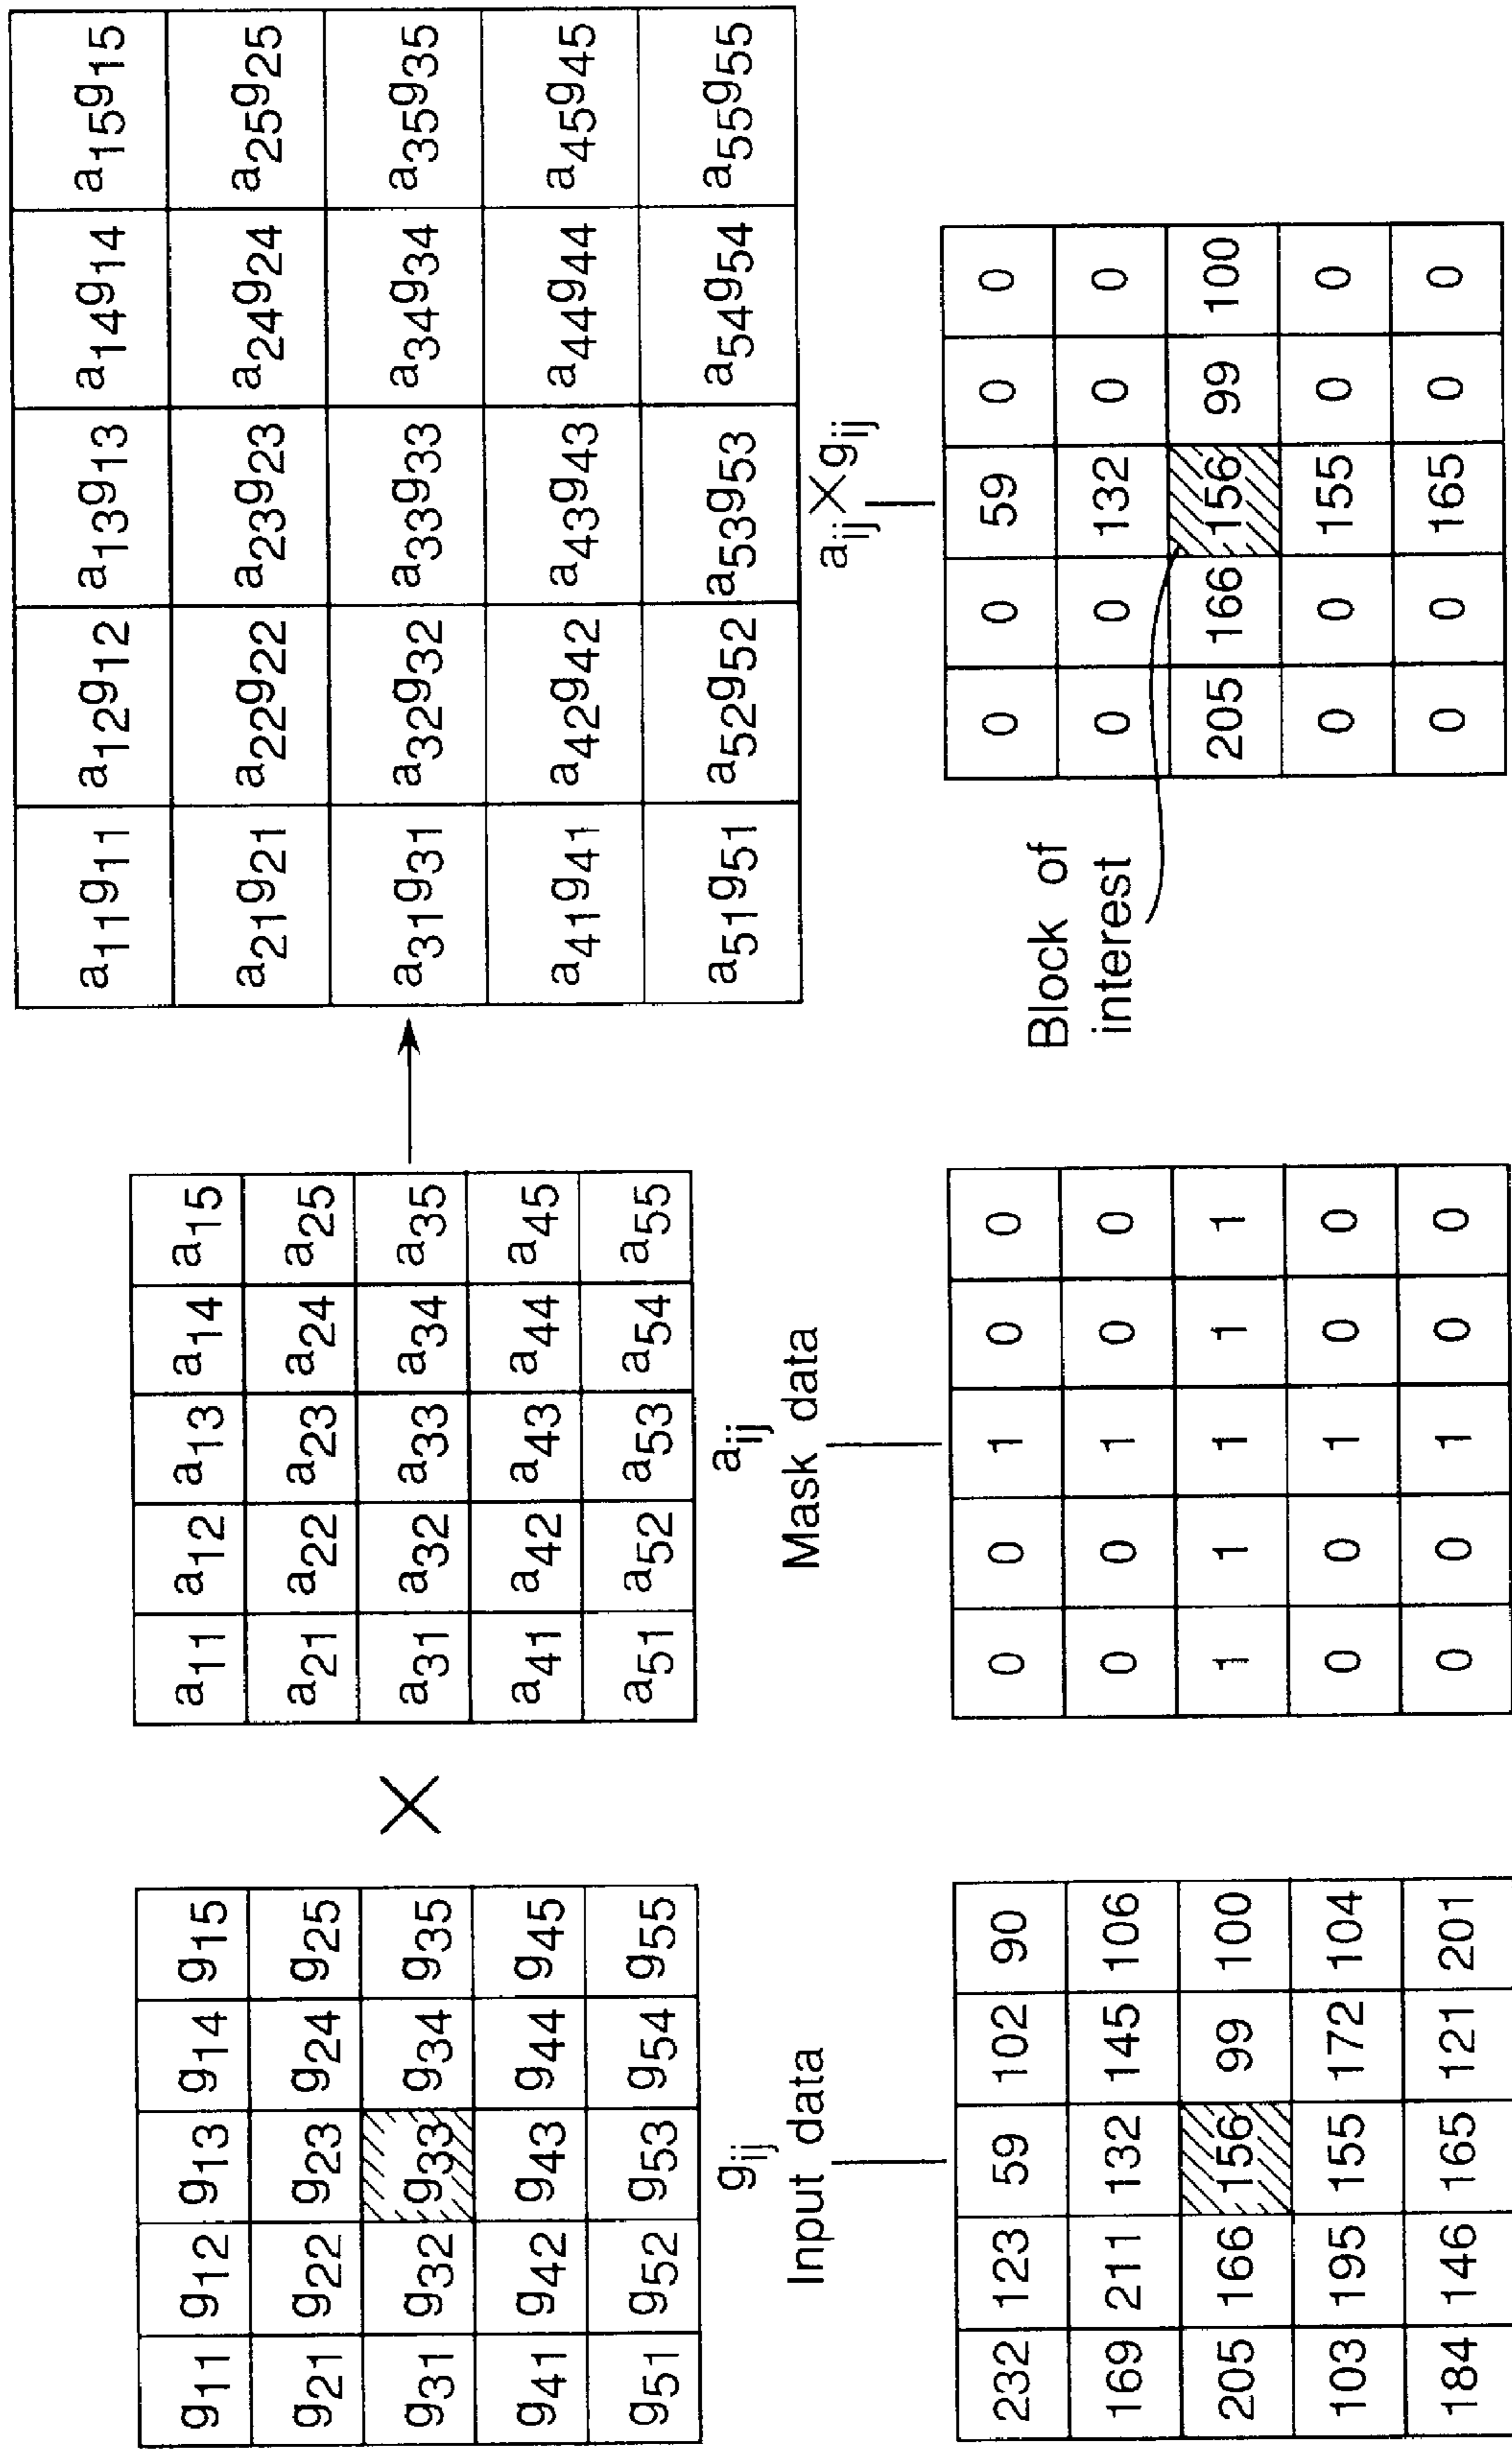 g11 g12 g13 g14 g15
g21 g22 g23 g24 g25
g31 g32 g33 g34 g35
g41 g42 g43 g44 g45
g51 g52 g53 g54 g55
×
a11 a12 a13 a14 a15
a21 a22 a23 a24 a25
a31 a32 a33 a34 a35
a41 a42 a43 a44 a45
a51 a52 a53 a54 a55
a11g11 a12g12 a13g13 a14g14 a15g15
a21g21 a22g22 a23g23 a24g24 a25g25
a31g31 a32g32 a33g33 a34g34 a35g35
a41g41 a42g42 a43g43 a44g44 a45g45
a51g51 a52g52 a53g53 a54g54 a55g55
gij
Input data
232 123 59 102 90
169 211 132 145 106
205 166 156 99 100
103 195 155 172 104
184 146 165 121 201
aij
Mask data
0 0 1 0 0
0 0 1 0 0
1 1 1 1 1
0 0 1 0 0
0 0 1 0 0
aij×gij
Block of
interest
0 0 59 0 0
0 0 132 0 0
205 166 156 99 100
0 0 155 0 0
0 0 165 0 0